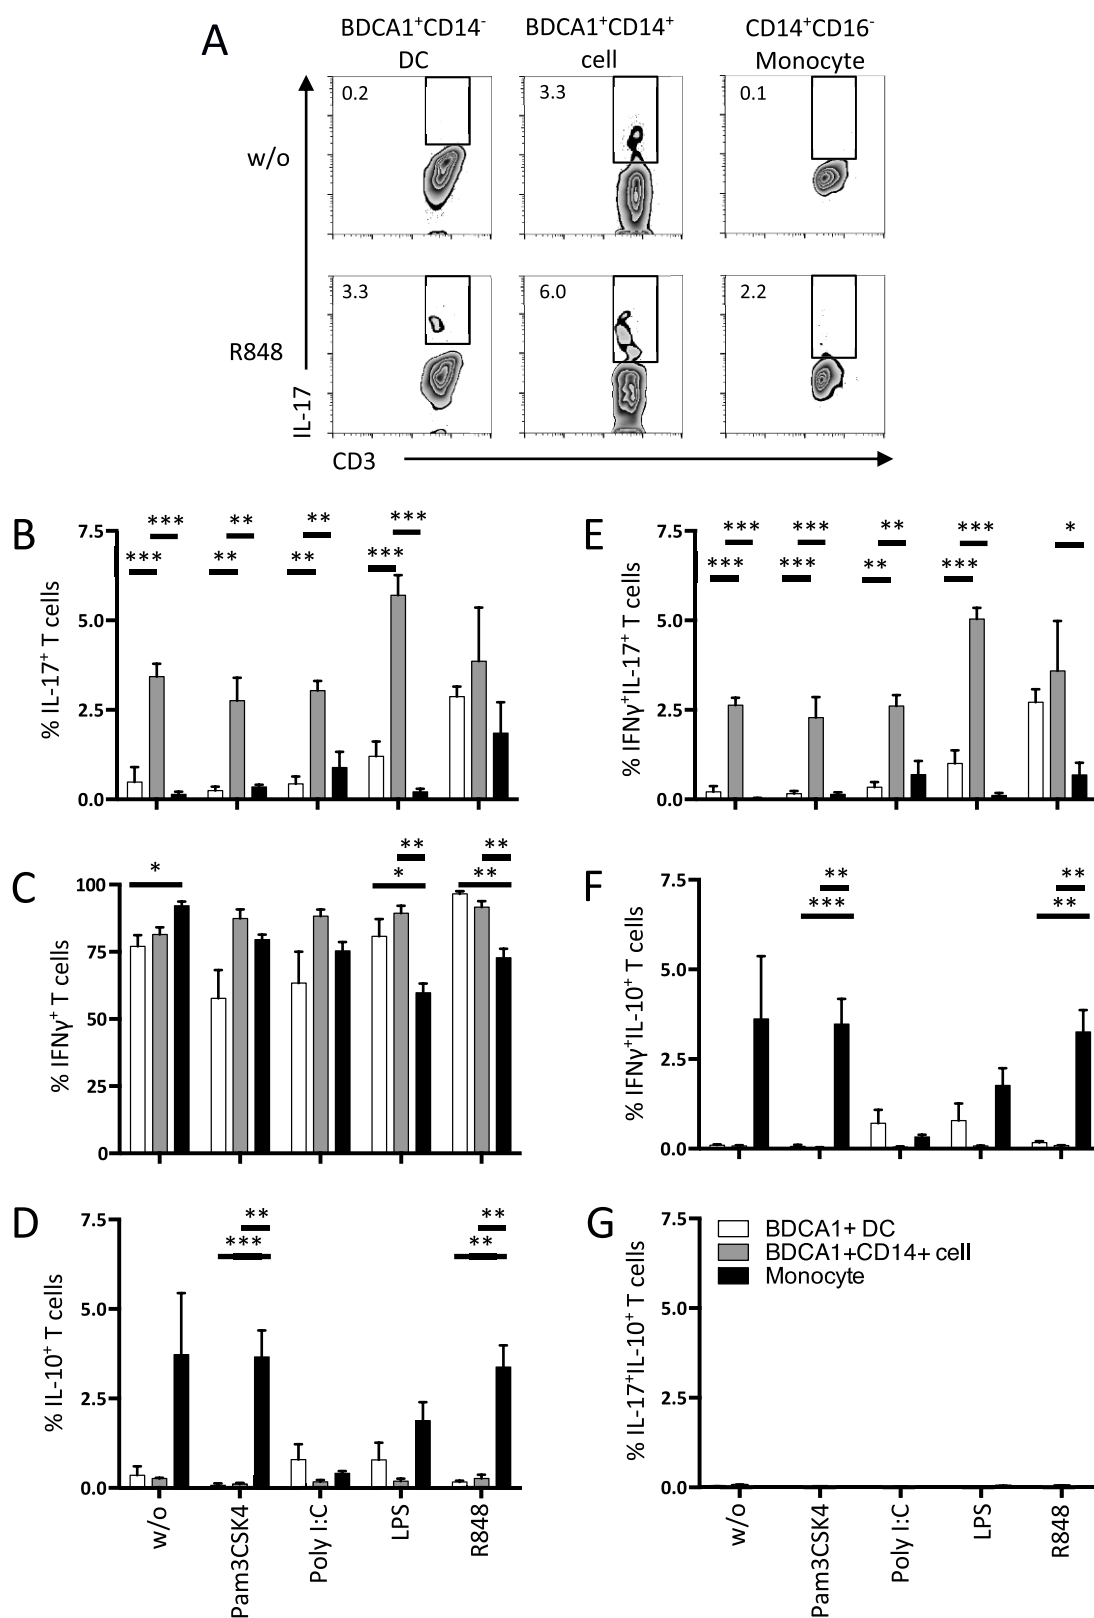 A
BDCA1⁺CD14⁻
DC
BDCA1⁺CD14⁺
cell
CD14⁺CD16⁻
Monocyte
w/o
0.2
3.3
0.1
R848
3.3
6.0
2.2
IL-17
CD3
B
% IL-17⁺ T cells
7.5
5.0
2.5
0.0
*** *** ** ** ** ** *** ***
E
% IFNγ⁺IL-17⁺ T cells
7.5
5.0
2.5
0.0
*** *** *** *** ** ** *** *** *
C
% IFNγ⁺ T cells
100
75
50
25
0
* * ** ** **
F
% IFNγ⁺IL-10⁺ T cells
7.5
5.0
2.5
0.0
*** ** ** **
D
% IL-10⁺ T cells
7.5
5.0
2.5
0.0
*** ** ** **
w/o
Pam3CSK4
Poly I:C
LPS
R848
G
% IL-17⁺IL-10⁺ T cells
7.5
5.0
2.5
0.0
BDCA1+ DC
BDCA1+CD14+ cell
Monocyte
w/o
Pam3CSK4
Poly I:C
LPS
R848